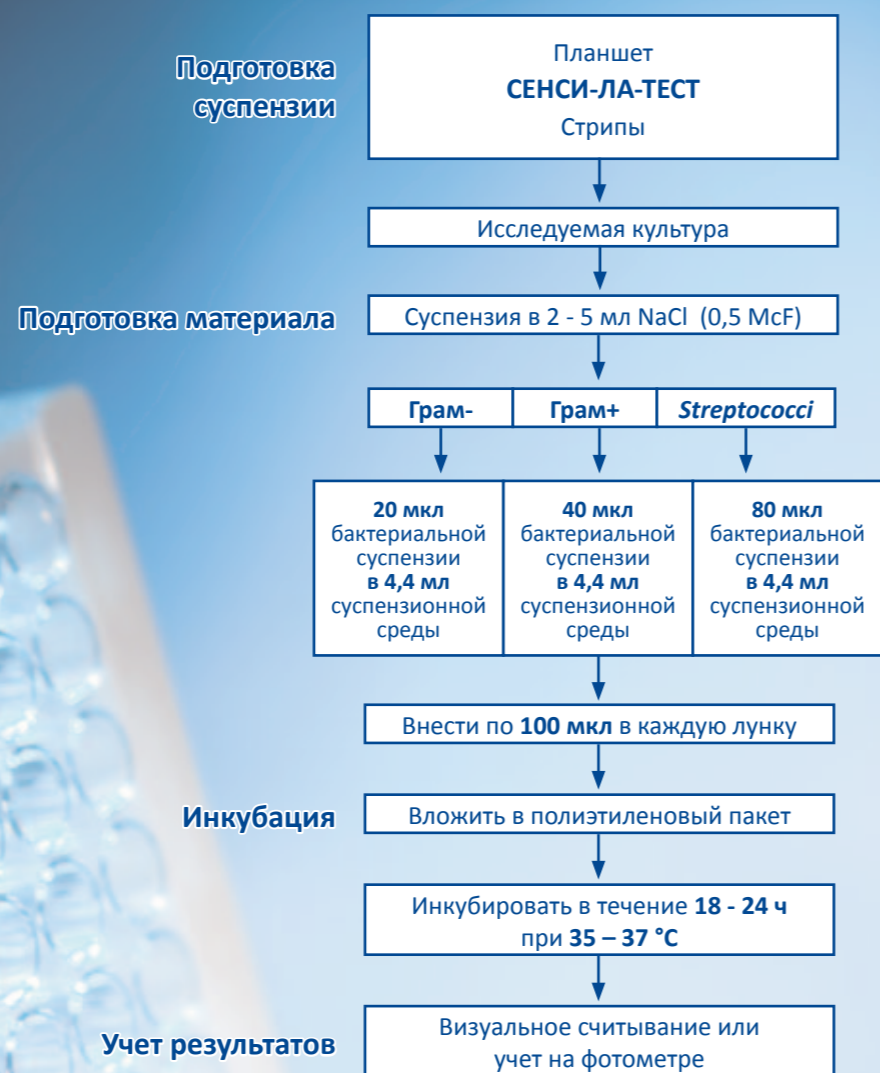 Подготовка
суспензии
Планшет
СЕНСИ-ЛА-ТЕСТ
Стрипы
Исследуемая культура
Подготовка материала
Суспензия в 2 - 5 мл NaCl (0,5 McF)
Грам-
Грам+
Streptococci
20 мкл
бактериальной
суспензии
в 4,4 мл
суспензионной
среды
40 мкл
бактериальной
суспензии
в 4,4 мл
суспензионной
среды
80 мкл
бактериальной
суспензии
в 4,4 мл
суспензионной
среды
Внести по 100 мкл в каждую лунку
Инкубация
Вложить в полиэтиленовый пакет
Инкубировать в течение 18 - 24 ч
при 35 – 37 °C
Учет результатов
Визуальное считывание или
учет на фотометре